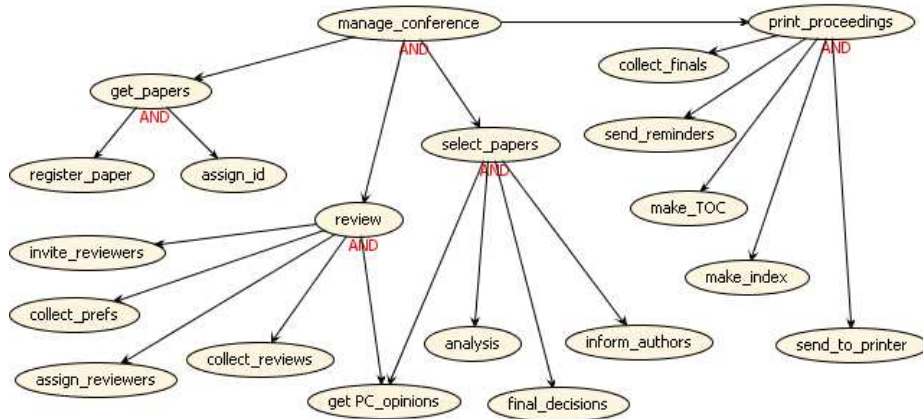 manage_conference
AND
print_proceedings
AND
collect_finals
get_papers
AND
send_reminders
select_papers
AND
register_paper
assign_id
make_TOC
review
AND
invite_reviewers
make_index
collect_prefs
analysis
inform_authors
send_to_printer
collect_reviews
assign_reviewers
get PC_opinions
final_decisions